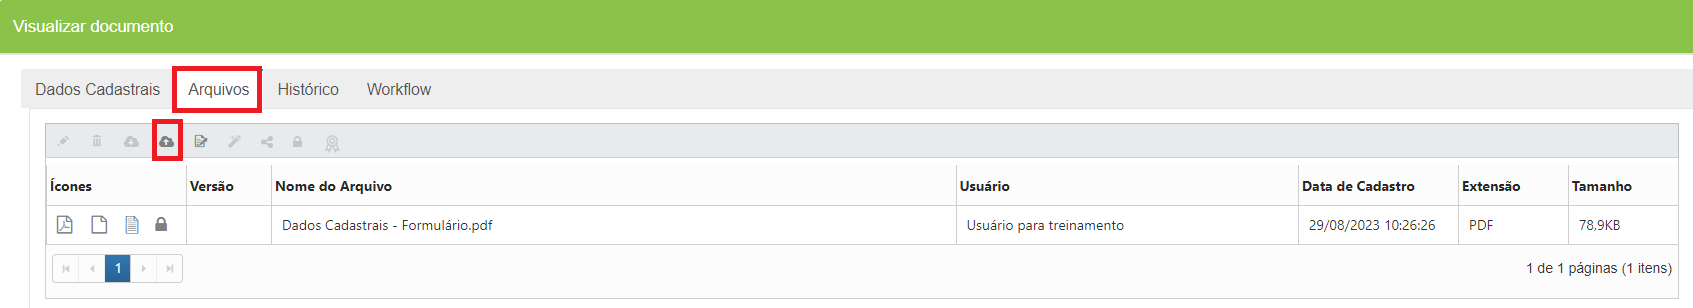 Visualizar documento
Dados Cadastrais Arquivos Histórico Workflow
Ícones Versão Nome do Arquivo Usuário Data de Cadastro Extensão Tamanho
Dados Cadastrais - Formulário.pdf Usuário para treinamento 29/08/2023 10:26:26 PDF 78,9KB
1 1 de 1 páginas (1 itens)